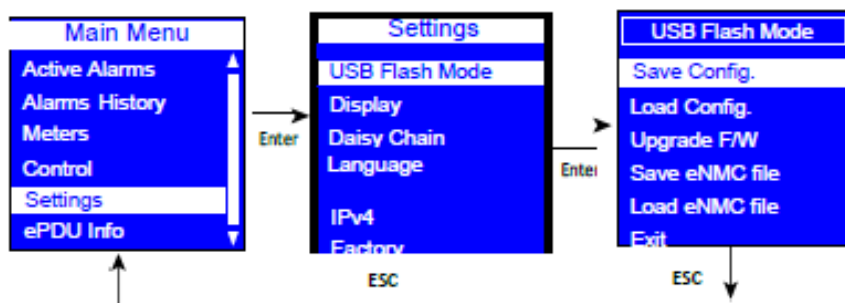 Main Menu
Active Alarms
Alarms History
Meters
Control
Settings
ePDU Info
Enter
Settings
USB Flash Mode
Display
Daisy Chain
Language
IPv4
Factory
ESC
Enter
USB Flash Mode
Save Config.
Load Config.
Upgrade F/W
Save eNMC file
Load eNMC file
Exit
ESC